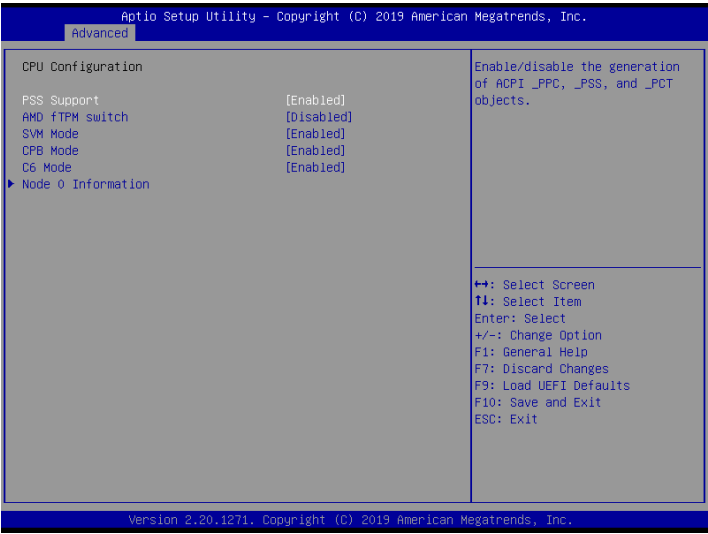 Aptio Setup Utility – Copyright (C) 2019 American Megatrends, Inc.
Advanced
CPU Configuration
PSS Support [Enabled]
AMD fTPM switch [Disabled]
SVM Mode [Enabled]
CPB Mode [Enabled]
C6 Mode [Enabled]
Node 0 Information
Enable/disable the generation
of ACPI _PPC, _PSS, and _PCT
objects.
↔: Select Screen
↑↓: Select Item
Enter: Select
+/-: Change Option
F1: General Help
F7: Discard Changes
F9: Load UEFI Defaults
F10: Save and Exit
ESC: Exit
Version 2.20.1271. Copyright (C) 2019 American Megatrends, Inc.